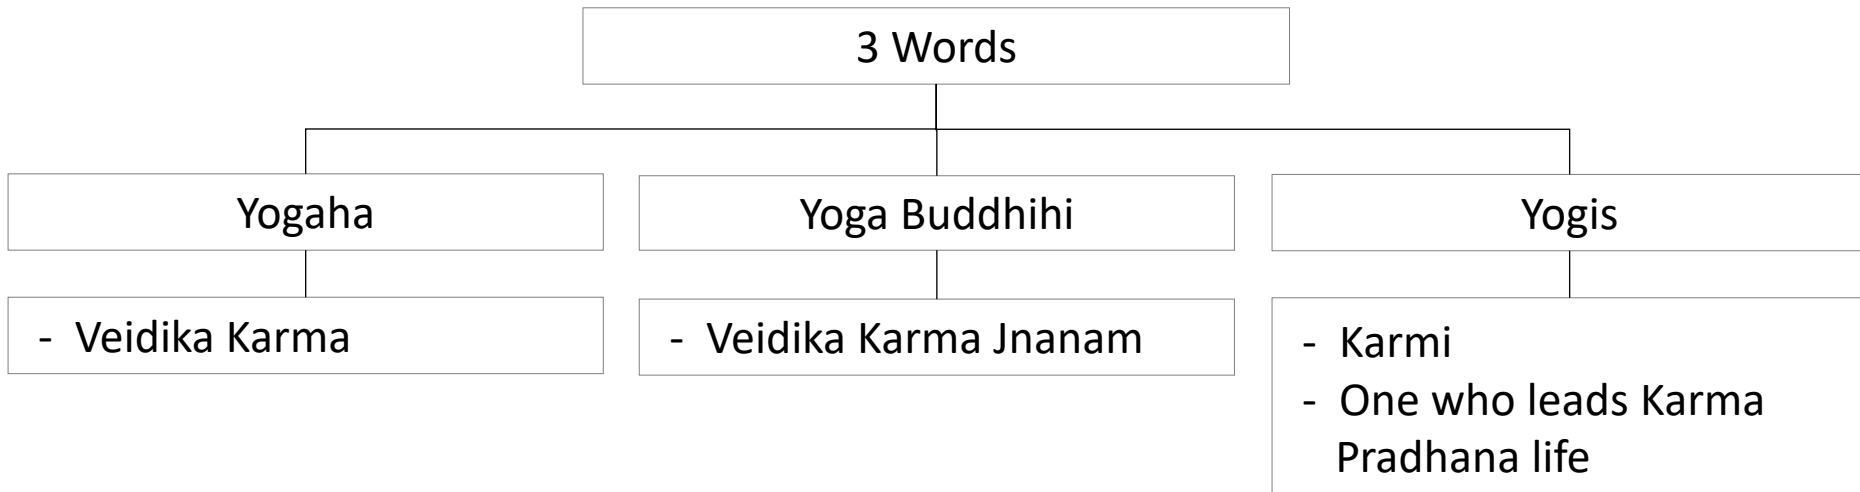 3 Words
Yogaha
Yoga Buddhihi
Yogis
- Veidika Karma
- Veidika Karma Jnanam
- Karmi
- One who leads Karma
Pradhana life